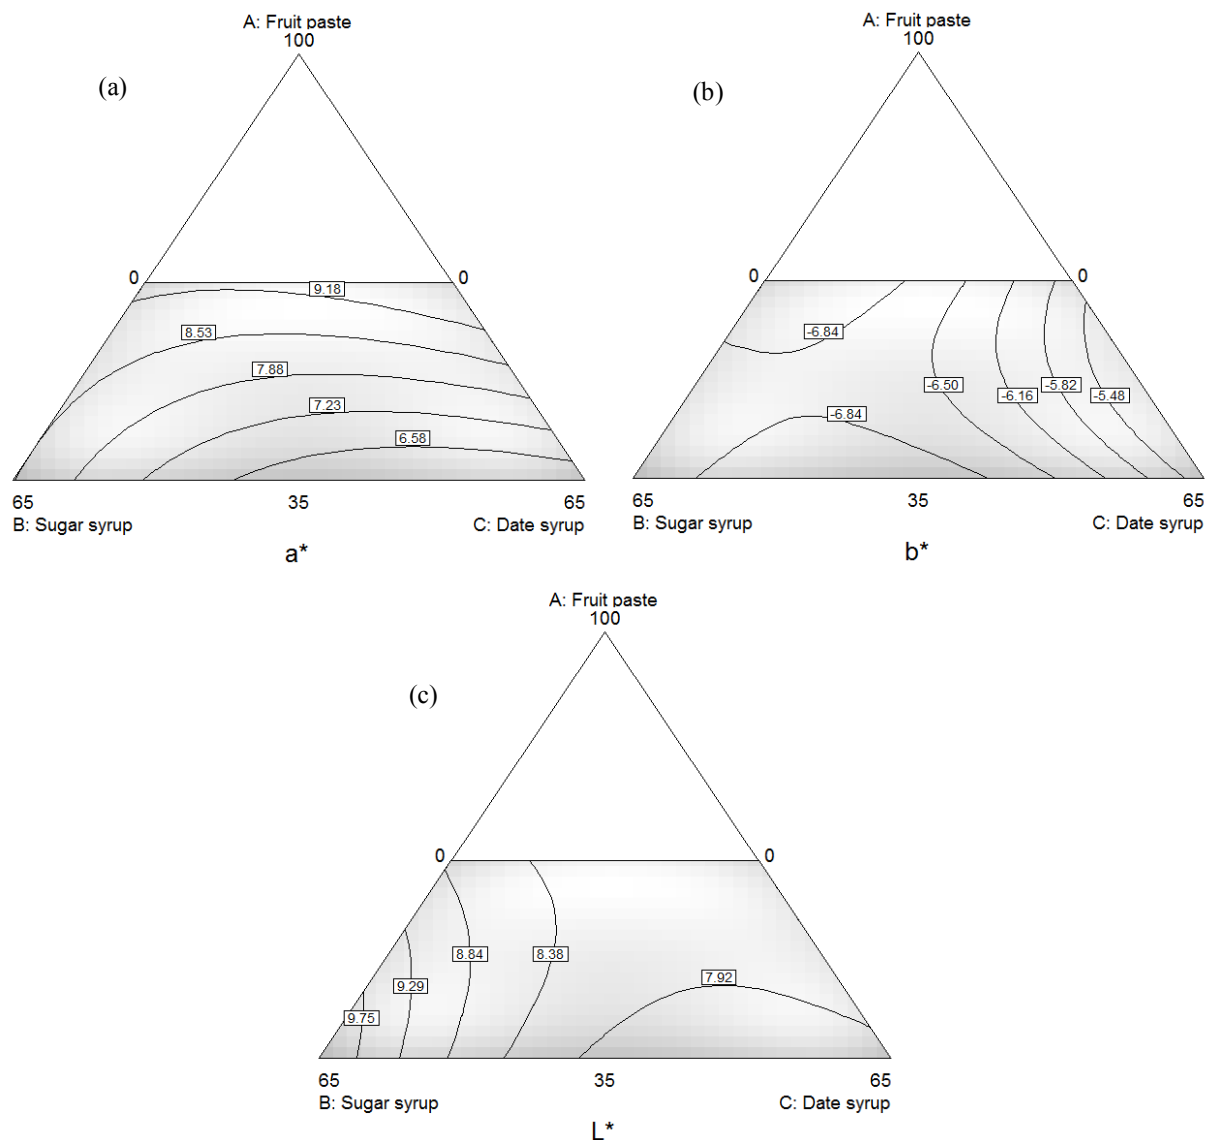 A: Fruit paste
100
(a)
0
0
9.18
8.53
7.88
7.23
6.58
65
35
65
B: Sugar syrup
C: Date syrup
a*
A: Fruit paste
100
(b)
0
0
-6.84
-6.50
-6.16
-5.82
-5.48
-6.84
65
35
65
B: Sugar syrup
C: Date syrup
b*
A: Fruit paste
100
(c)
0
0
8.84
8.38
9.29
7.92
9.75
65
35
65
B: Sugar syrup
C: Date syrup
L*